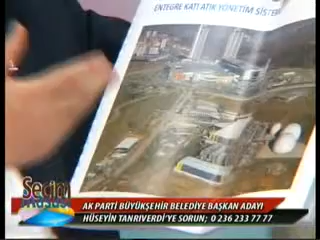 ENTEGRE KATI ATIK YÖNETİM SİSTEM
Seçim
AK PARTİ BÜYÜKŞEHİR BELEDİYE BAŞKAN ADAYI
HÜSEYİN TANRIVERDİ'YE SORUN; 0 236 233 77 77